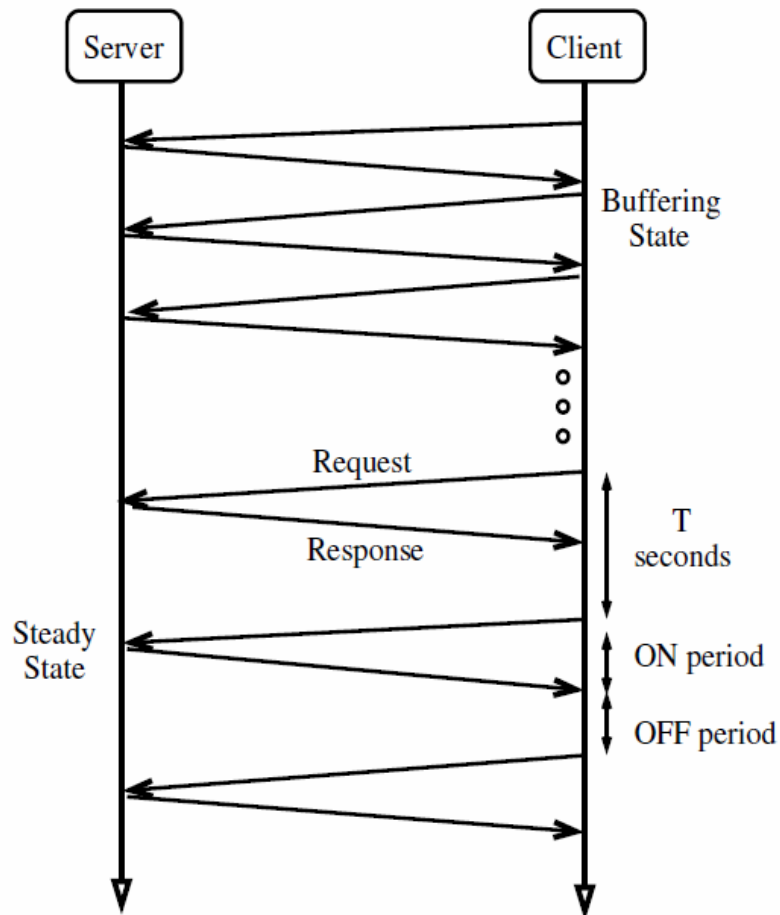 Server
Client
Buffering
State
Request
T
seconds
Response
Steady
State
ON period
OFF period